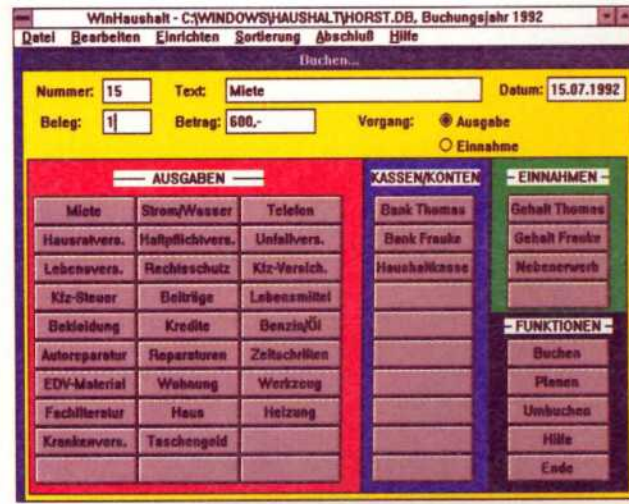 WinHaushalt - C:\WINDOWS\HAUSHALT\HORST.DB, Buchungsjahr 1992
Datei Bearbeiten Einrichten Sortierung Abschluß Hilfe
Buchen...
Nummer: 15 Text: Miete Datum: 15.07.1992
Beleg: 1 Betrag: 600,- Vorgang: Ausgabe
Einnahme
AUSGABEN
Miete Strom/Wasser Telefon
Hausratvers. Haftpflichtvers. Unfallvers.
Lebensvers. Rechtsschutz Kfz-Versich.
Kfz-Steuer Beiträge Lebensmittel
Bekleidung Kredite Benzin/Öl
Autoreparatur Reparaturen Zeitschriften
EDV-Material Wohnung Werkzeug
Fachliteratur Haus Heizung
Krankenvers. Taschengeld
KASSEN/KONTEN
Bank Thomas
Bank Frauke
Haushaltkasse
EINNAHMEN
Gehalt Thomas
Gehalt Frauke
Nebenerwerb
FUNKTIONEN
Buchen
Planen
Umbuchen
Hilfe
Ende